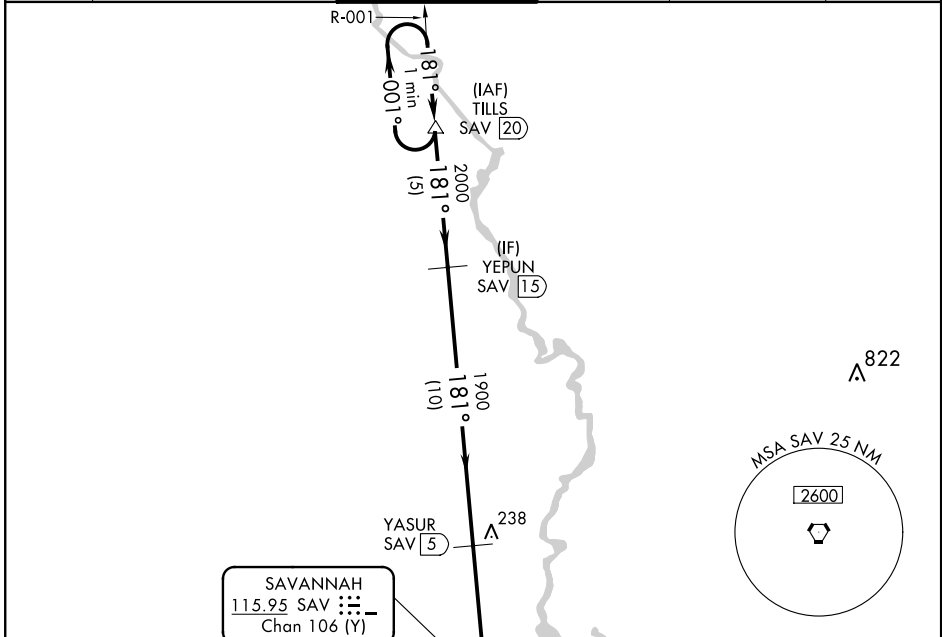 R-001
181°
1 min
001°
(IAF)
TILLS
SAV 20
2000
181°
(5)
(IF)
YEPUN
SAV 15
822
1900
181°
(10)
MSA SAV 25 NM
2600
YASUR
SAV 5
238
SAVANNAH
115.95 SAV
Chan 106 (Y)